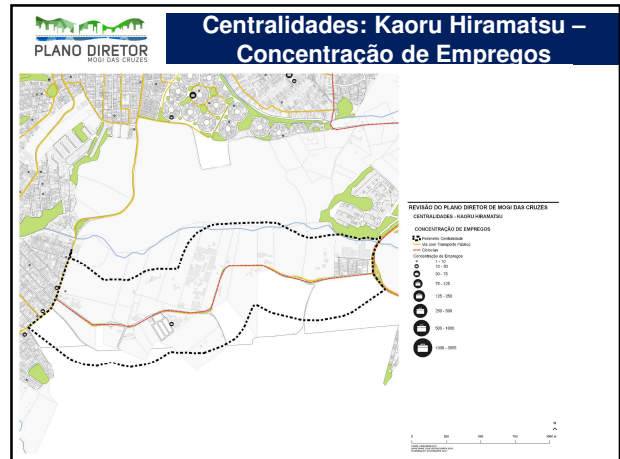 PLANO DIRETOR
MOGI DAS CRUZES
Centralidades: Kaoru Hiramatsu –
Concentração de Empregos
REVISÃO DO PLANO DIRETOR DE MOGI DAS CRUZES
CENTRALIDADES - KAORU HIRAMATSU
CONCENTRAÇÃO DE EMPREGOS
Perímetro Centralidade
Via com Transporte Público
Ciclovias
Concentração de Empregos
1 - 10
10 - 30
30 - 75
75 - 125
125 - 250
250 - 500
500 - 1000
1000 - 3555